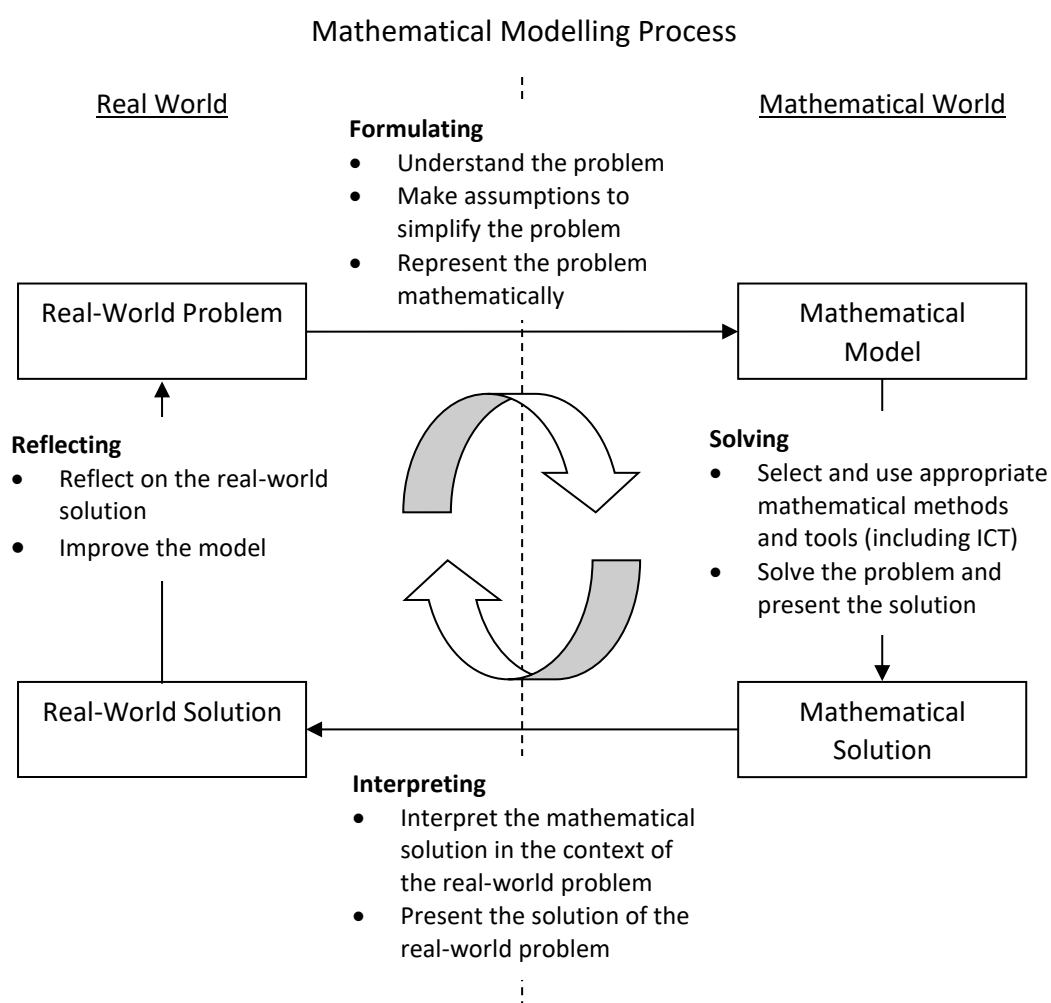 Mathematical Modelling Process
Real World
Mathematical World
Formulating
• Understand the problem
• Make assumptions to
simplify the problem
• Represent the problem
mathematically
Real-World Problem
Mathematical
Model
Reflecting
• Reflect on the real-world
solution
• Improve the model
Solving
• Select and use appropriate
mathematical methods
and tools (including ICT)
• Solve the problem and
present the solution
Real-World Solution
Mathematical
Solution
Interpreting
• Interpret the mathematical
solution in the context of
the real-world problem
• Present the solution of the
real-world problem